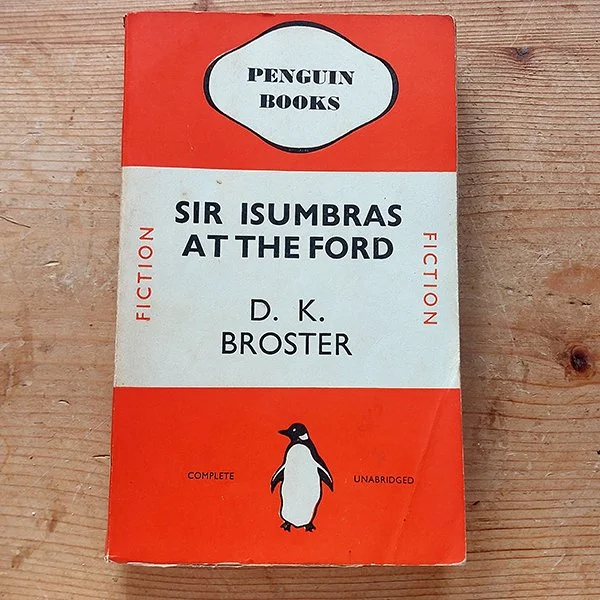 PENGUIN
BOOKS
SIR ISUMBRAS
AT THE FORD
FICTION
FICTION
D. K.
BROSTER
COMPLETE
UNABRIDGED